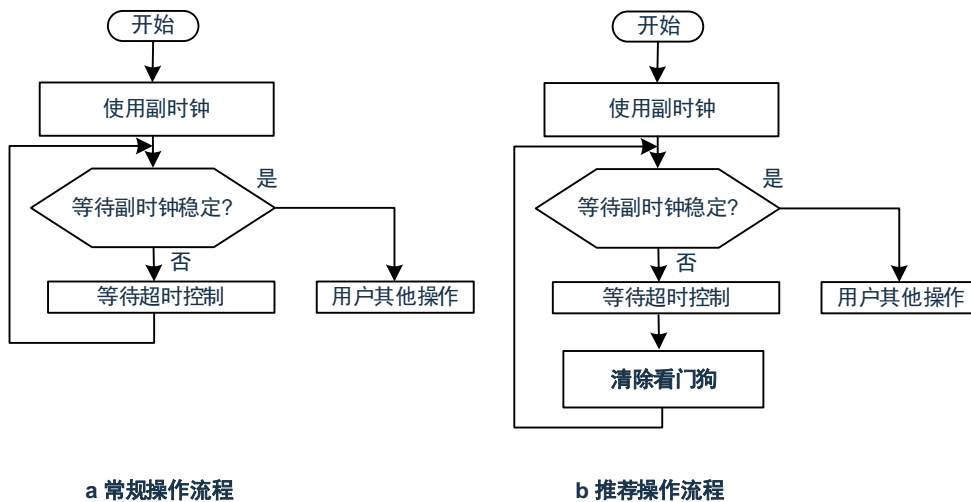 开始
使用副时钟
等待副时钟稳定?
是
否
等待超时控制
用户其他操作
a 常规操作流程
开始
使用副时钟
等待副时钟稳定?
是
否
等待超时控制
用户其他操作
清除看门狗
b 推荐操作流程